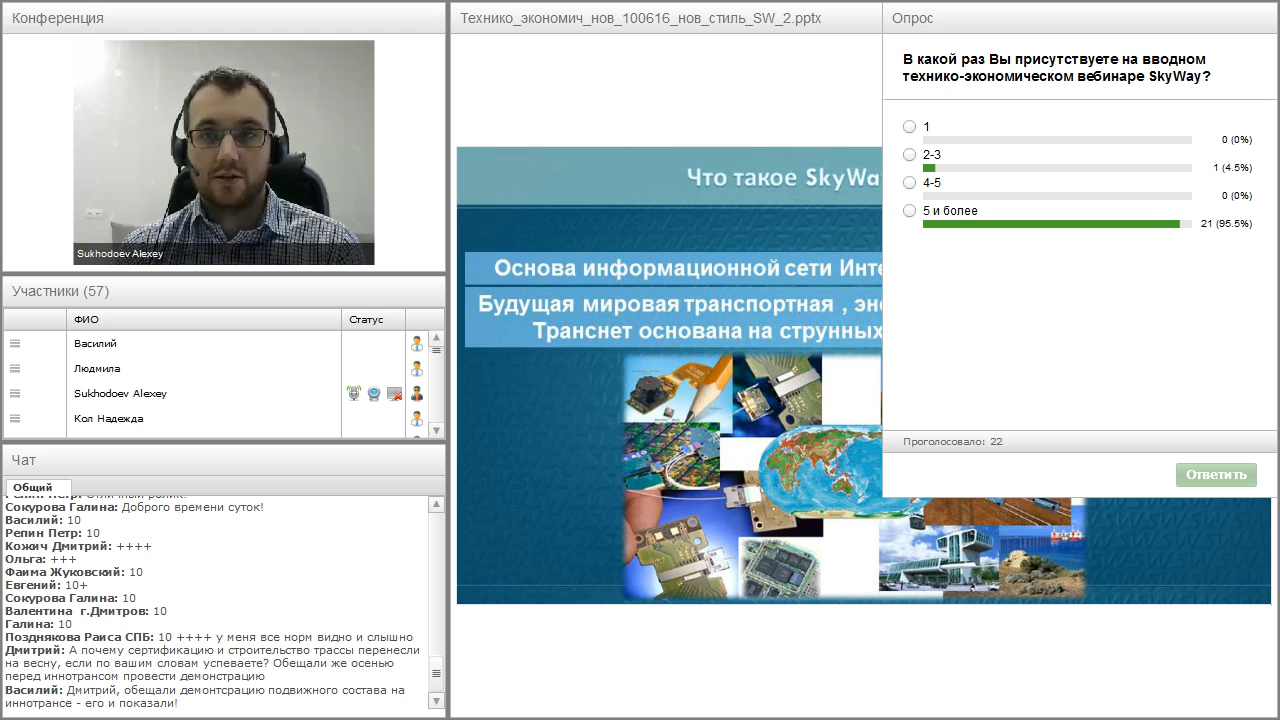 Конференция
Sukhodoev Alexey
Участники (57)
ФИО
Статус
Василий
Людмила
Sukhodoev Alexey
Кол Надежда
Чат
Общий
Репин Петр: Отличный ролик!
Сокурова Галина: Доброго времени суток!
Василий: 10
Репин Петр: 10
Кожич Дмитрий: ++++
Ольга: +++
Фаима Жуковский: 10
Евгений: 10+
Сокурова Галина: 10
Валентина г.Дмитров: 10
Галина: 10
Позднякова Раиса СПБ: 10 ++++ у меня все норм видно и слышно
Дмитрий: А почему сертификацию и строительство трассы перенесли
на весну, если по вашим словам успеваете? Обещали же осенью
перед иннотрансом провести демонстрацию
Василий: Дмитрий, обещали демонтсрацию подвижного состава на
иннотрансе - его и показали!
Технико_экономич_нов_100616_нов_стиль_SW_2.pptx
Что такое SkyWa
Основа информационной сети Инте
Будущая мировая транспортная , эне
Транснет основана на струнных
Опрос
В какой раз Вы присутствуете на вводном
технико-экономическом вебинаре SkyWay?
1
0 (0%)
2-3
1 (4.5%)
4-5
0 (0%)
5 и более
21 (95.5%)
Проголосовало: 22
Ответить